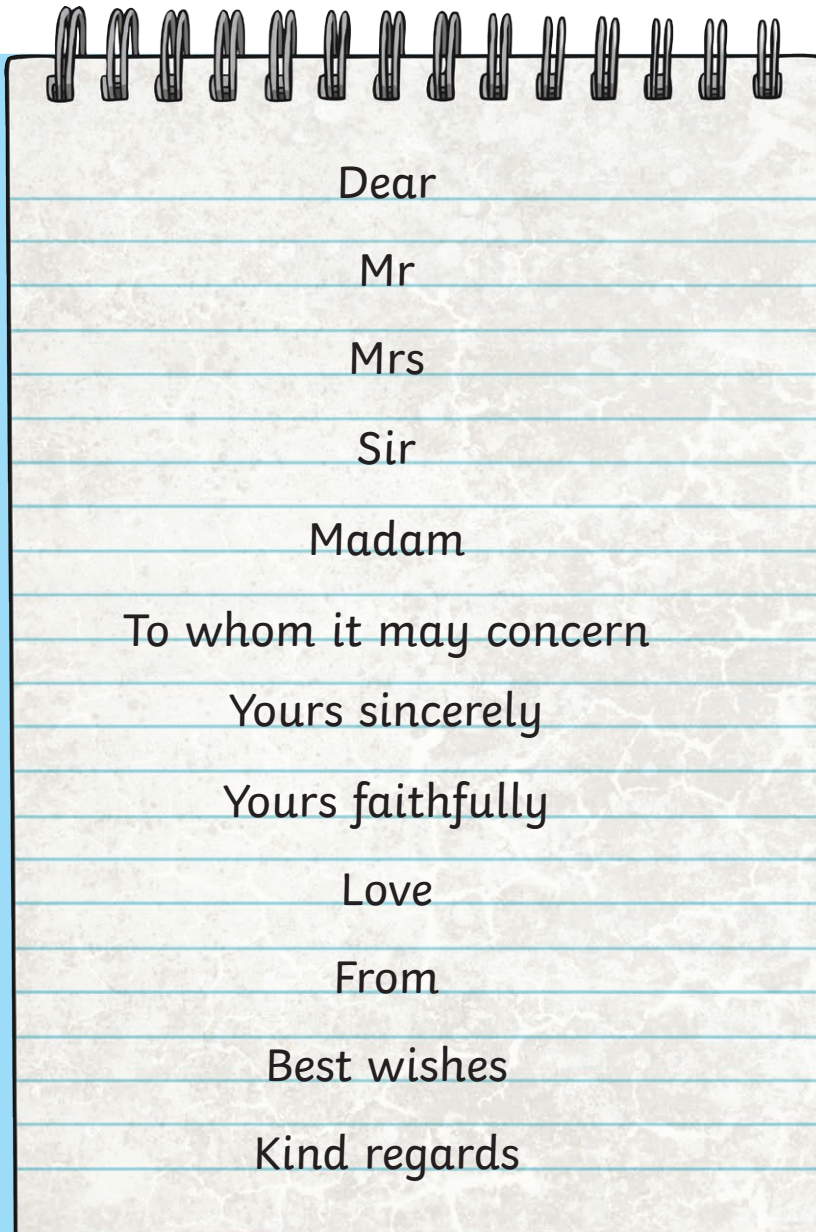 Dear
Mr
Mrs
Sir
Madam
To whom it may concern
Yours sincerely
Yours faithfully
Love
From
Best wishes
Kind regards